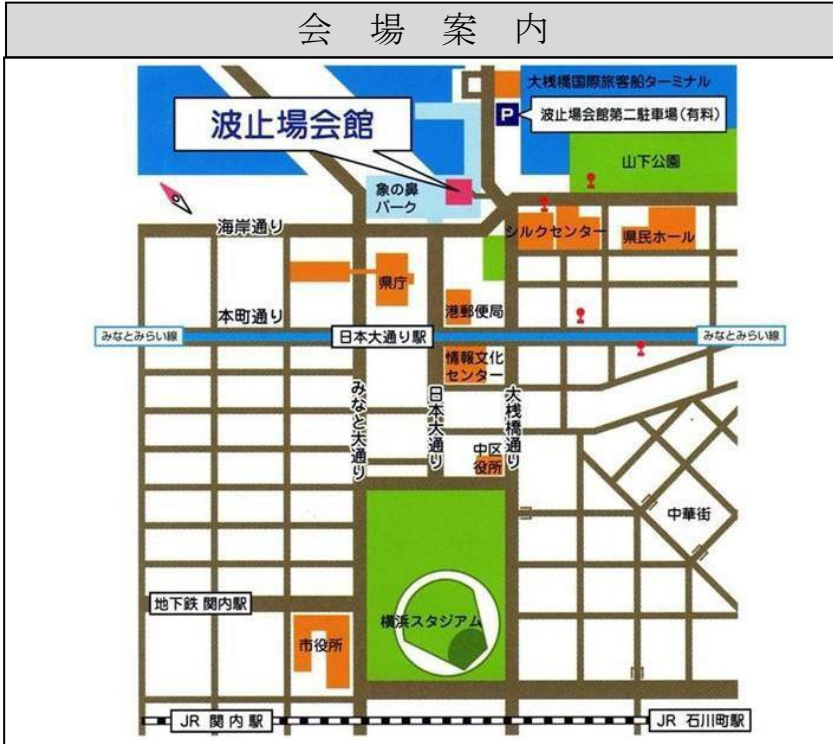 会場案内
大桟橋国際旅客船ターミナル
波止場会館
P
波止場会館第二駐車場(有料)
山下公園
象の鼻
パーク
海岸通り
シルクセンター
県民ホール
県庁
本町通り
港郵便局
みなとみらい線
日本大通り駅
みなとみらい線
情報文化
センター
みなと大通り
日本大通り
大桟橋通り
中区
役所
中華街
地下鉄 関内駅
横浜スタジアム
市役所
JR 関内駅
JR 石川町駅